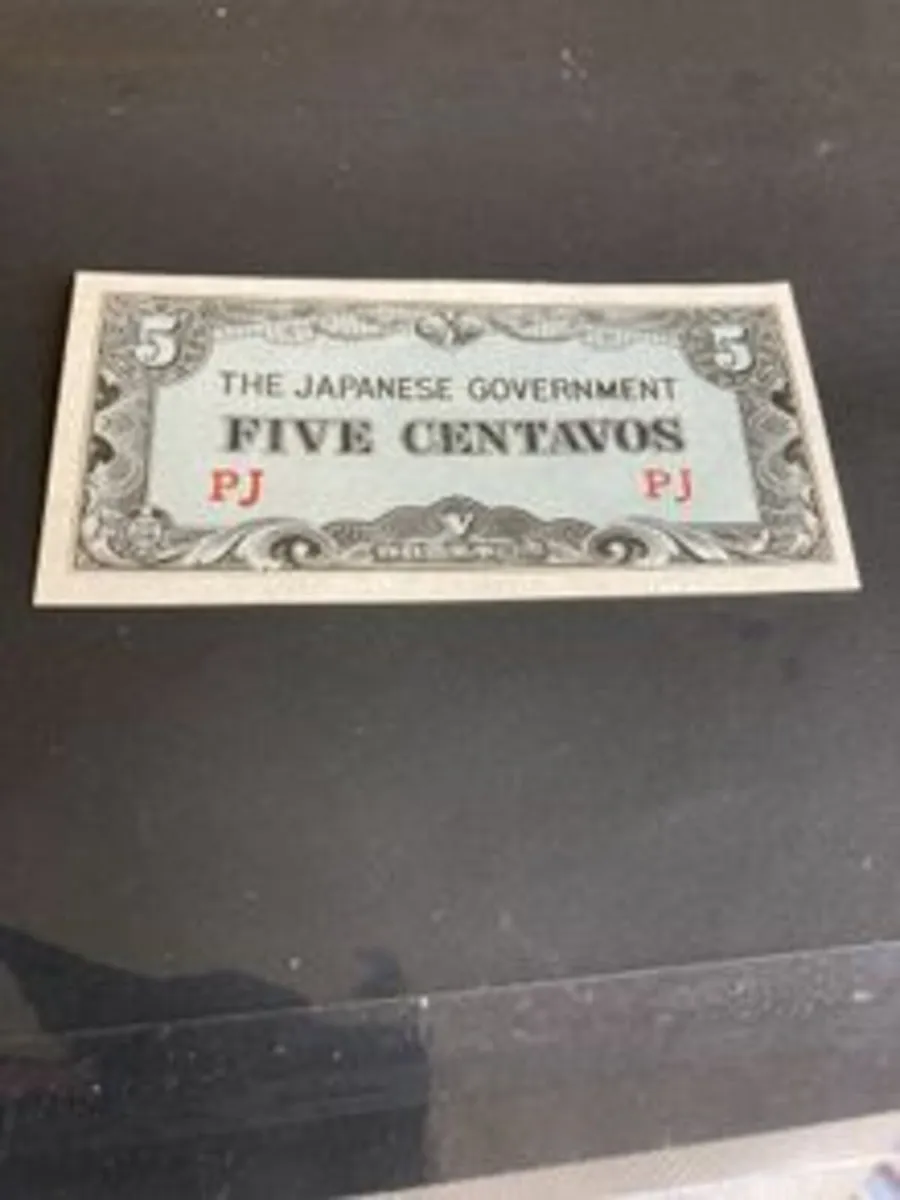 5 5
THE JAPANESE GOVERNMENT
FIVE CENTAVOS
PJ PJ
V